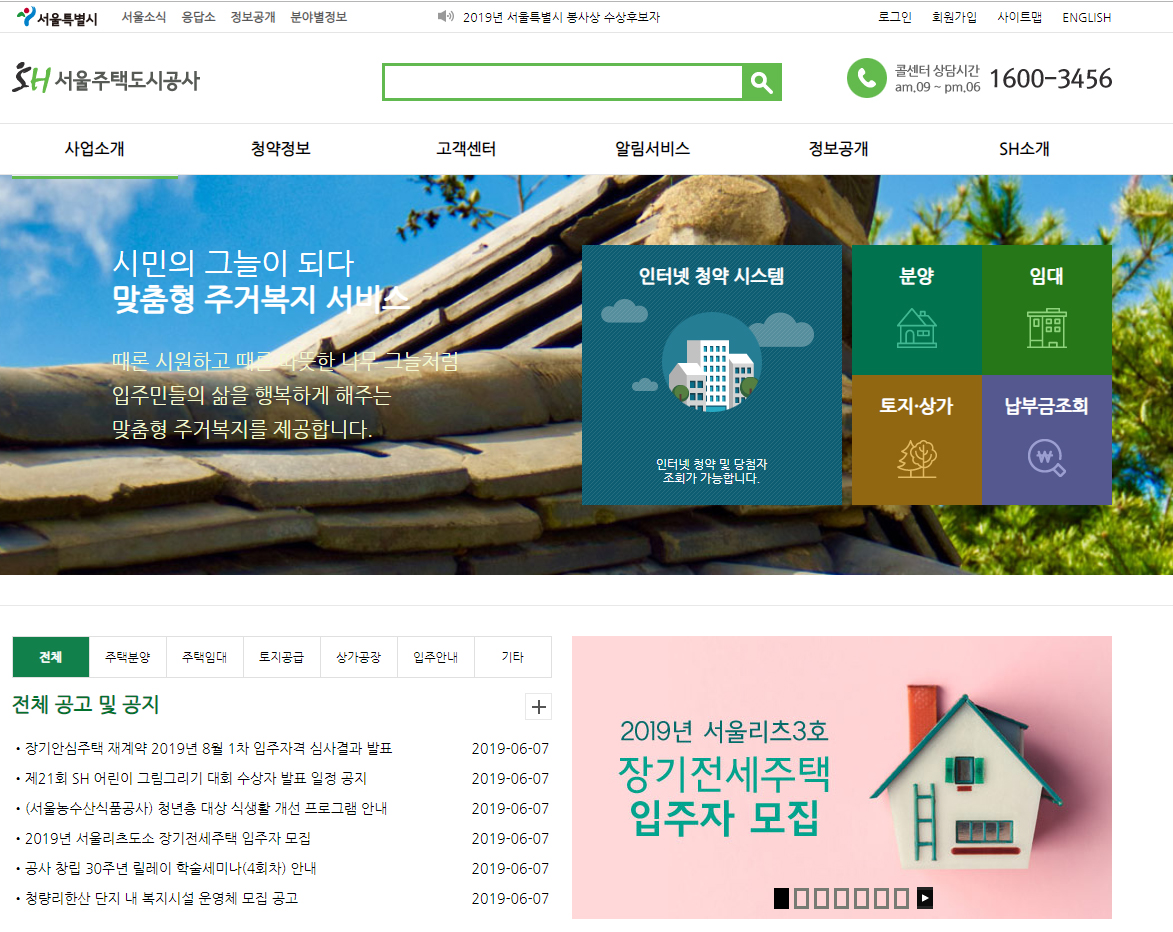 서울특별시 서울소식 응답소 정보공개 분야별정보 2019년 서울특별시 봉사상 수상후보자 로그인 회원가입 사이트맵 ENGLISH
SH 서울주택도시공사
콜센터 상담시간
am.09 ~ pm.06
1600-3456
사업소개 청약정보 고객센터 알림서비스 정보공개 SH소개
시민의 그늘이 되다
맞춤형 주거복지 서비스
때론 시원하고 때론 따뜻한 나무 그늘처럼
입주민들의 삶을 행복하게 해주는
맞춤형 주거복지를 제공합니다.
인터넷 청약 시스템
인터넷 청약 및 당첨자
조회가 가능합니다.
분양 임대
토지·상가 납부금조회
전체 주택분양 주택임대 토지공급 상가공장 입주안내 기타
전체 공고 및 공지
• 장기안심주택 재계약 2019년 8월 1차 입주자격 심사결과 발표 2019-06-07
• 제21회 SH 어린이 그림그리기 대회 수상자 발표 일정 공지 2019-06-07
• (서울농수산식품공사) 청년층 대상 식생활 개선 프로그램 안내 2019-06-07
• 2019년 서울리츠도소 장기전세주택 입주자 모집 2019-06-07
• 공사 창립 30주년 릴레이 학술세미나(4회차) 안내 2019-06-07
• 청량리한산 단지 내 복지시설 운영체 모집 공고 2019-06-07
2019년 서울리츠3호
장기전세주택
입주자 모집